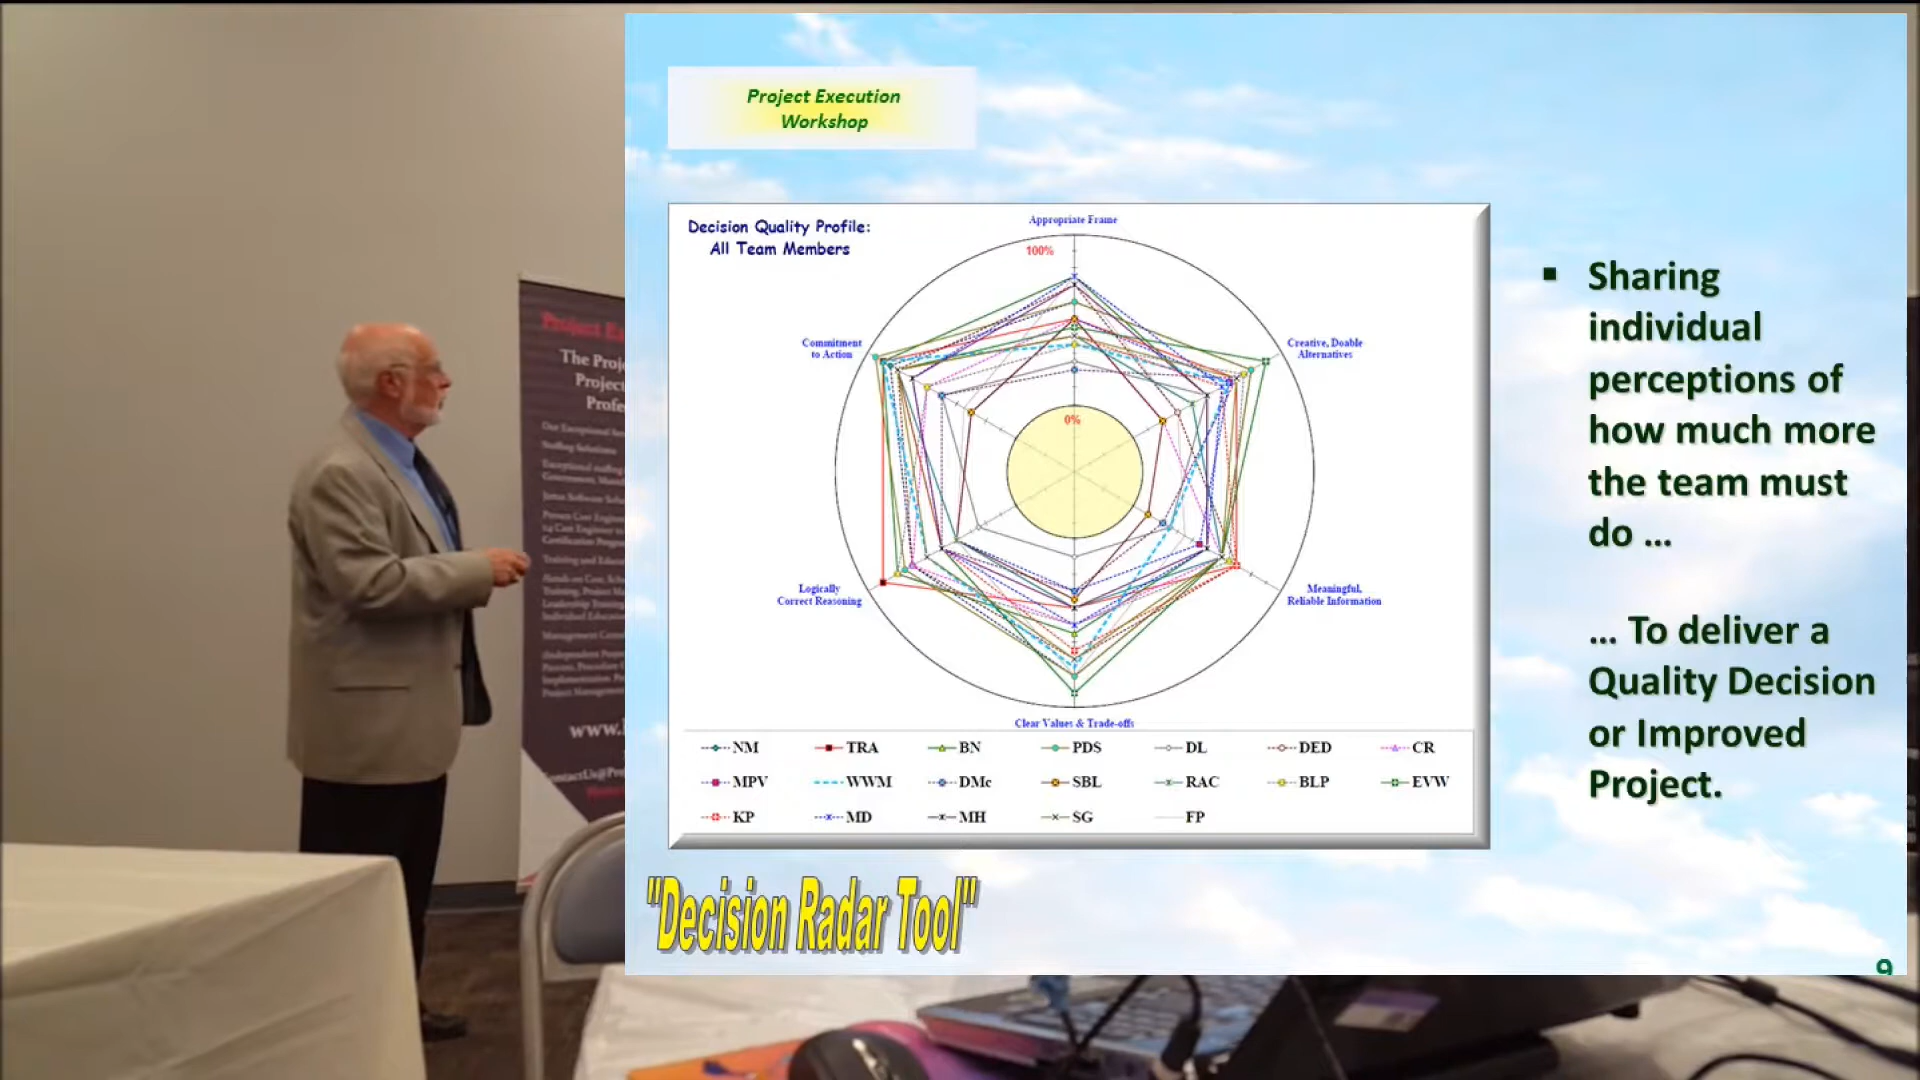 Project Execution
Workshop
Decision Quality Profile:
All Team Members
Appropriate Frame
100%
Creative, Doable
Alternatives
Commitment
to Action
0%
Logically
Correct Reasoning
Meaningful,
Reliable Information
Clear Values & Trade-offs
NM TRA BN PDS DL DED CR
MPV WWM DMc SBL RAC BLP EVW
KP MD MH SG FP
▪ Sharing
individual
perceptions of
how much more
the team must
do ...
... To deliver a
Quality Decision
or Improved
Project.
"Decision Radar Tool"
9
The
www.